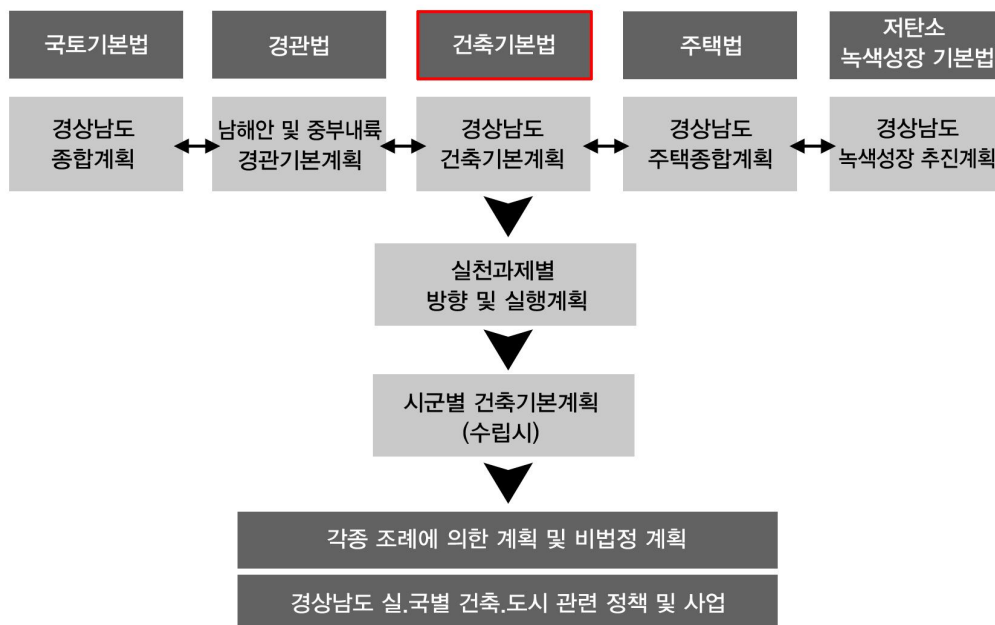 국토기본법
경관법
건축기본법
주택법
저탄소
녹색성장 기본법
경상남도
종합계획
남해안 및 중부내륙
경관기본계획
경상남도
건축기본계획
경상남도
주택종합계획
경상남도
녹색성장 추진계획
실천과제별
방향 및 실행계획
시군별 건축기본계획
(수립시)
각종 조례에 의한 계획 및 비법정 계획
경상남도 실.국별 건축.도시 관련 정책 및 사업